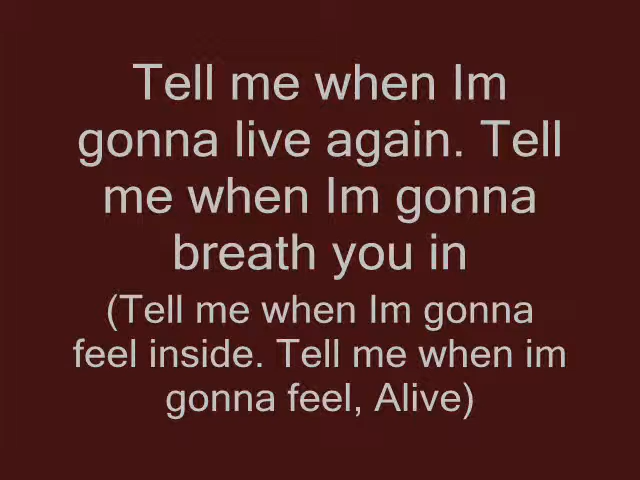 Tell me when Im
gonna live again. Tell
me when Im gonna
breath you in
(Tell me when Im gonna
feel inside. Tell me when im
gonna feel, Alive)